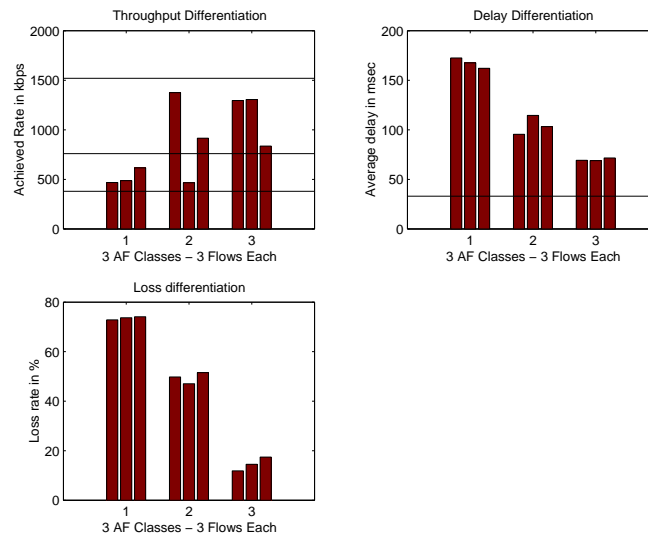 Throughput Differentiation
2000
1500
1000
500
0
Achieved Rate in kbps
1 2 3
3 AF Classes − 3 Flows Each
Delay Differentiation
200
150
100
50
0
Average delay in msec
1 2 3
3 AF Classes − 3 Flows Each
Loss differentiation
80
60
40
20
0
Loss rate in %
1 2 3
3 AF Classes − 3 Flows Each